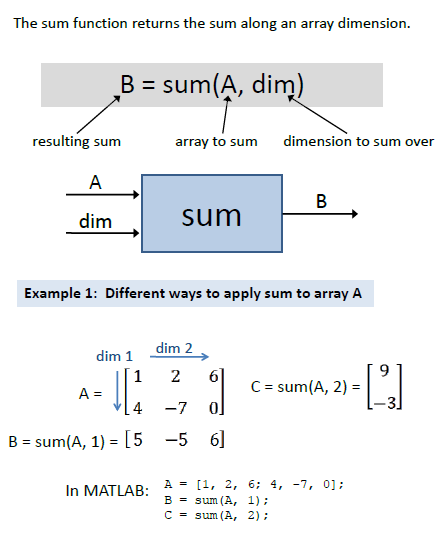 The sum function returns the sum along an array dimension.
B = sum(A, dim)
resulting sum array to sum dimension to sum over
A
dim
sum
B
Example 1: Different ways to apply sum to array A
dim 1 dim 2
A = [1 2 6
4 −7 0]
C = sum(A, 2) = [9
−3]
B = sum(A, 1) = [5 −5 6]
In MATLAB:
A = [1, 2, 6; 4, -7, 0];
B = sum(A, 1);
C = sum(A, 2);